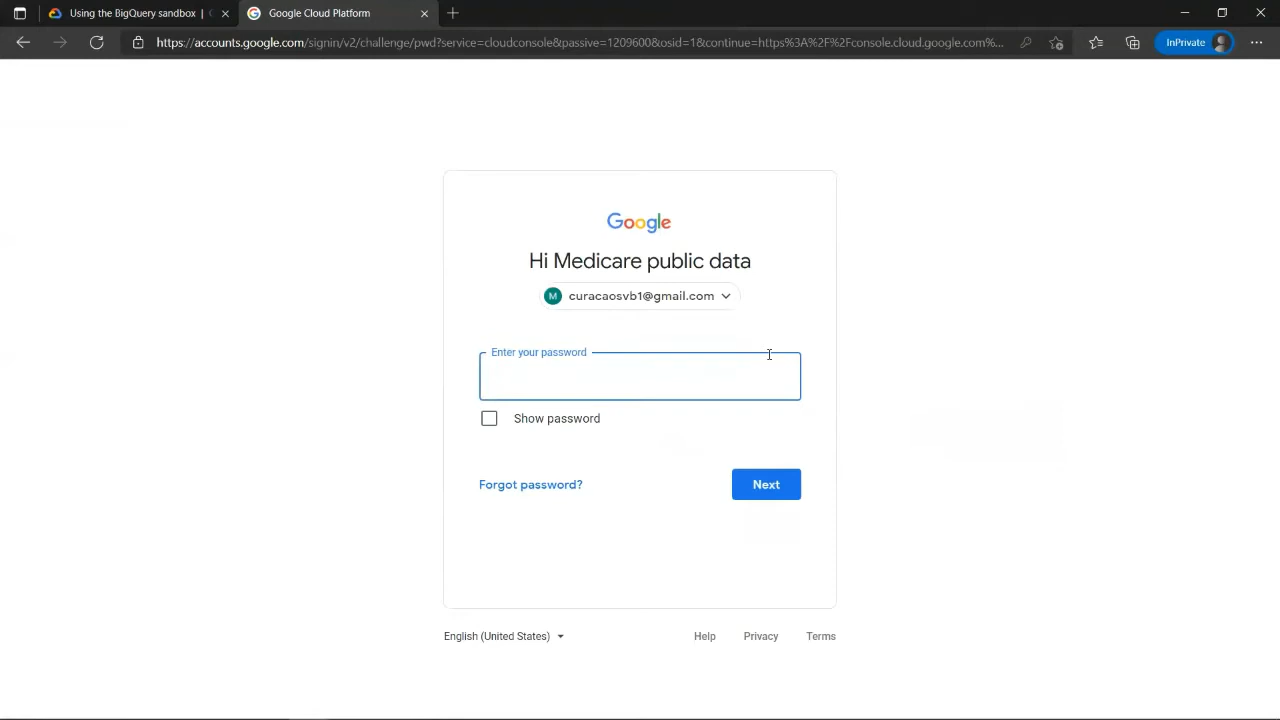 Using the BigQuery sandbox |
Google Cloud Platform
https://accounts.google.com/signin/v2/challenge/pwd?service=cloudconsole&passive=1209600&osid=1&continue=https%3A%2F%2Fconsole.cloud.google.com%...
InPrivate
Google
Hi Medicare public data
M
curacaosvb1@gmail.com
Enter your password
Show password
Forgot password?
Next
English (United States)
Help
Privacy
Terms